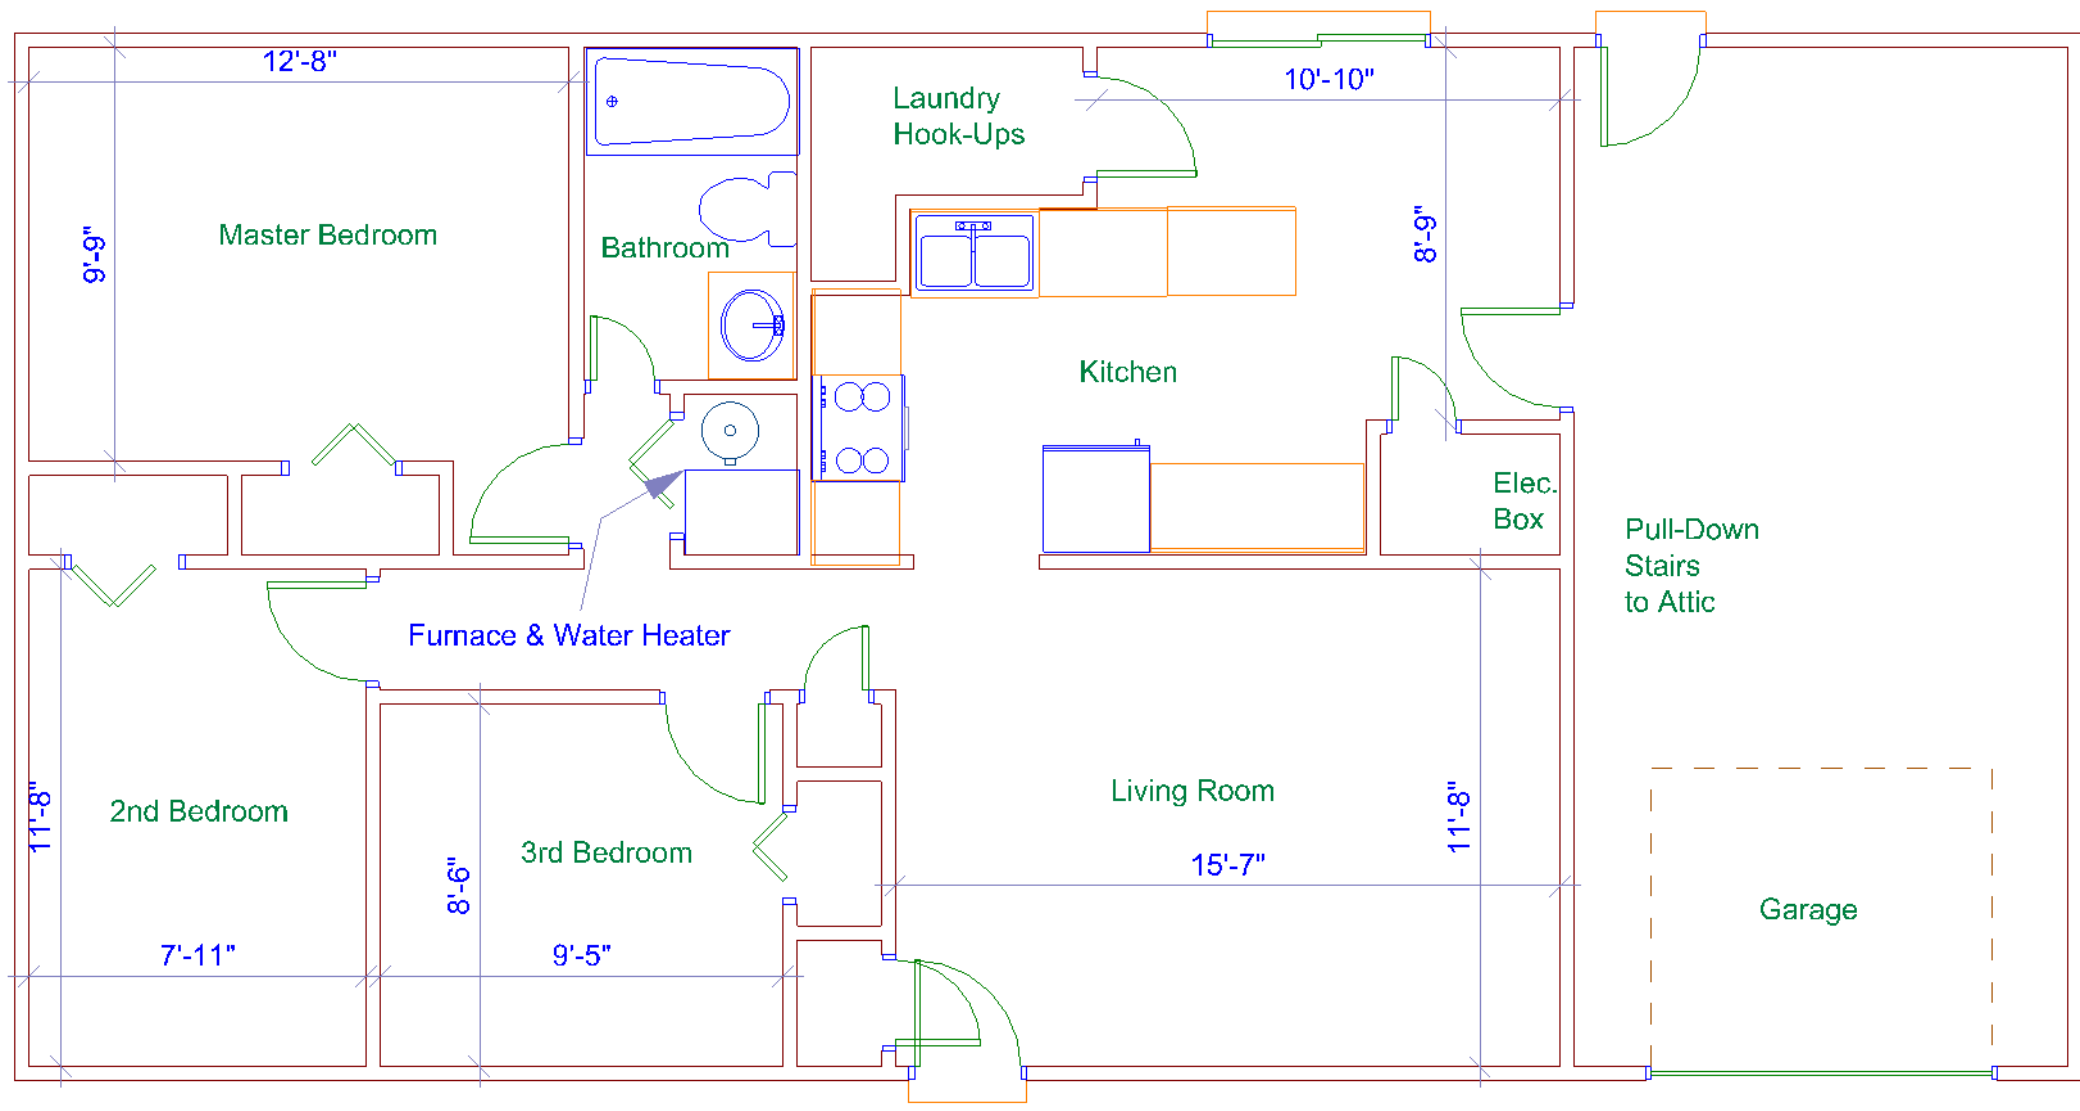 12'-8"
10'-10"
Laundry
Hook-Ups
9'-9"
Master Bedroom
Bathroom
8'-9"
Kitchen
Elec.
Box
Pull-Down
Stairs
to Attic
Furnace & Water Heater
11'-8"
2nd Bedroom
3rd Bedroom
8'-6"
Living Room
11'-8"
15'-7"
Garage
7'-11"
9'-5"